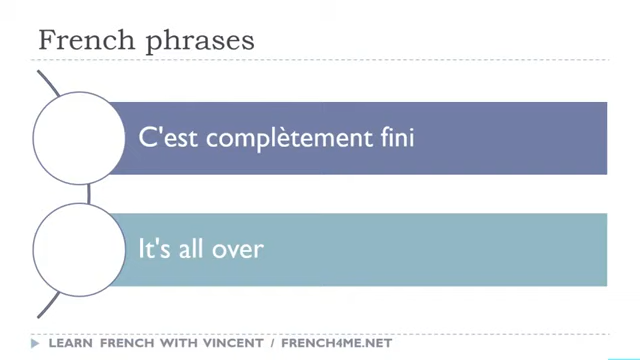 French phrases
C'est complètement fini
It's all over
LEARN FRENCH WITH VINCENT / FRENCH4ME.NET